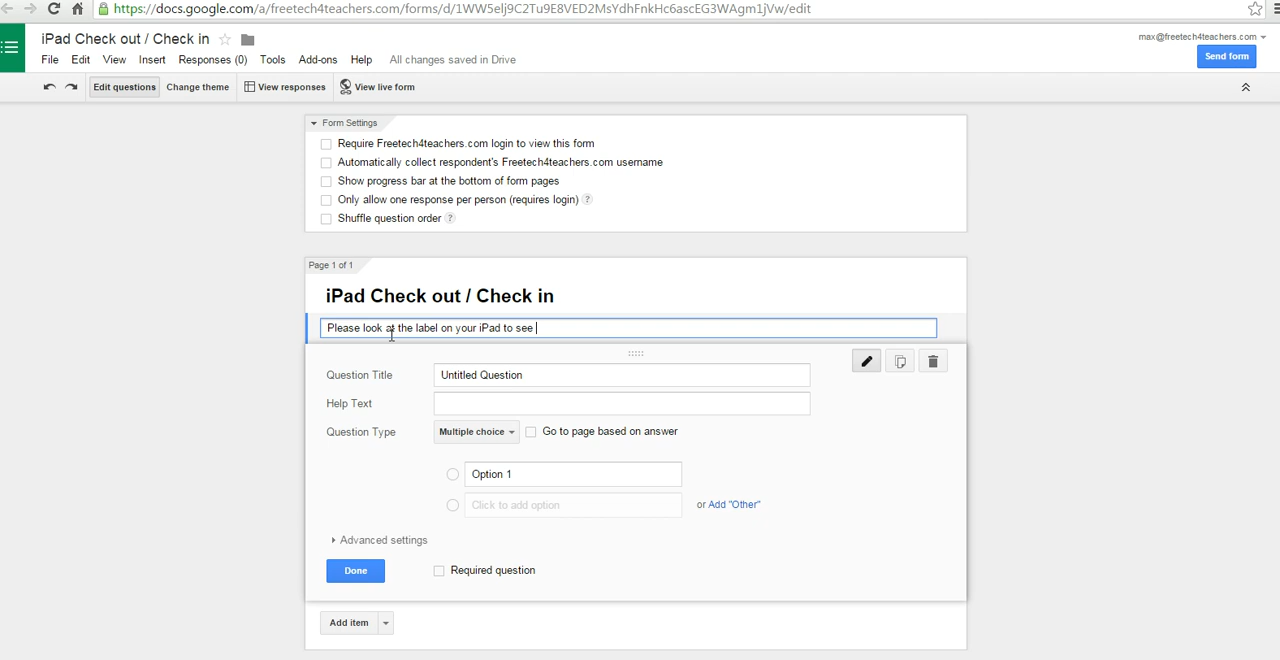 https://docs.google.com/a/freetech4teachers.com/forms/d/1WW5elj9C2Tu9E8VED2MsYdhFnkHc6ascEG3WAgm1jVw/edit
iPad Check out / Check in
max@freetech4teachers.com
File Edit View Insert Responses (0) Tools Add-ons Help All changes saved in Drive
Send form
Edit questions Change theme View responses View live form
Form Settings
Require Freetech4teachers.com login to view this form
Automatically collect respondent's Freetech4teachers.com username
Show progress bar at the bottom of form pages
Only allow one response per person (requires login) ?
Shuffle question order ?
Page 1 of 1
iPad Check out / Check in
Please look at the label on your iPad to see
Question Title Untitled Question
Help Text
Question Type Multiple choice Go to page based on answer
Option 1
Click to add option or Add "Other"
Advanced settings
Done Required question
Add item